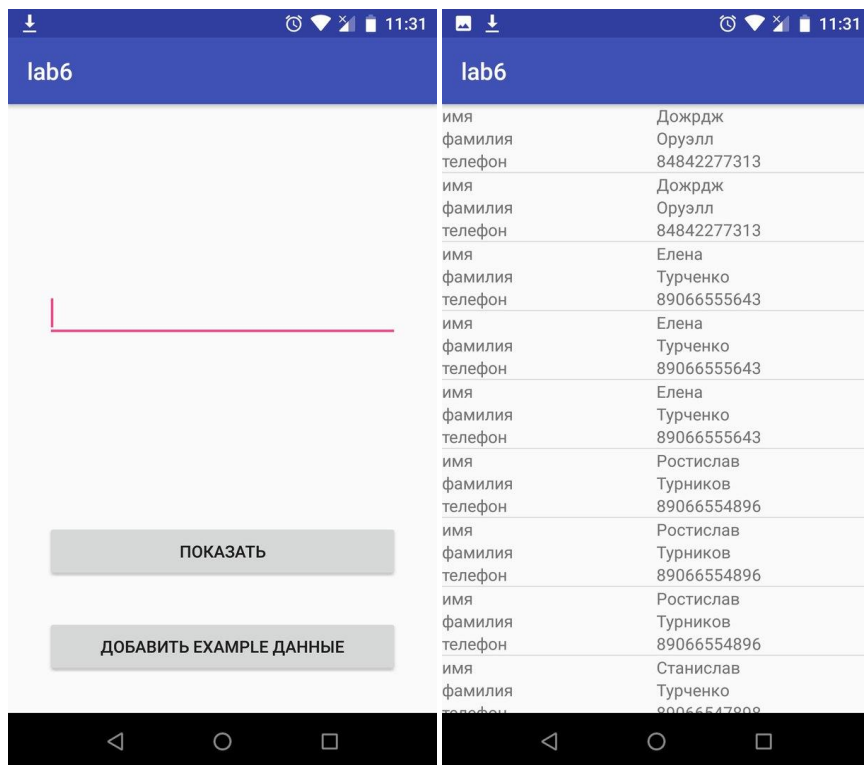 11:31
lab6
ПОКАЗАТЬ
ДОБАВИТЬ EXAMPLE ДАННЫЕ
11:31
lab6
имя Дожрдж
фамилия Оруэлл
телефон 84842277313
имя Дожрдж
фамилия Оруэлл
телефон 84842277313
имя Елена
фамилия Турченко
телефон 89066555643
имя Елена
фамилия Турченко
телефон 89066555643
имя Елена
фамилия Турченко
телефон 89066555643
имя Ростислав
фамилия Турников
телефон 89066554896
имя Ростислав
фамилия Турников
телефон 89066554896
имя Ростислав
фамилия Турников
телефон 89066554896
имя Станислав
фамилия Турченко
телефон 89066547898